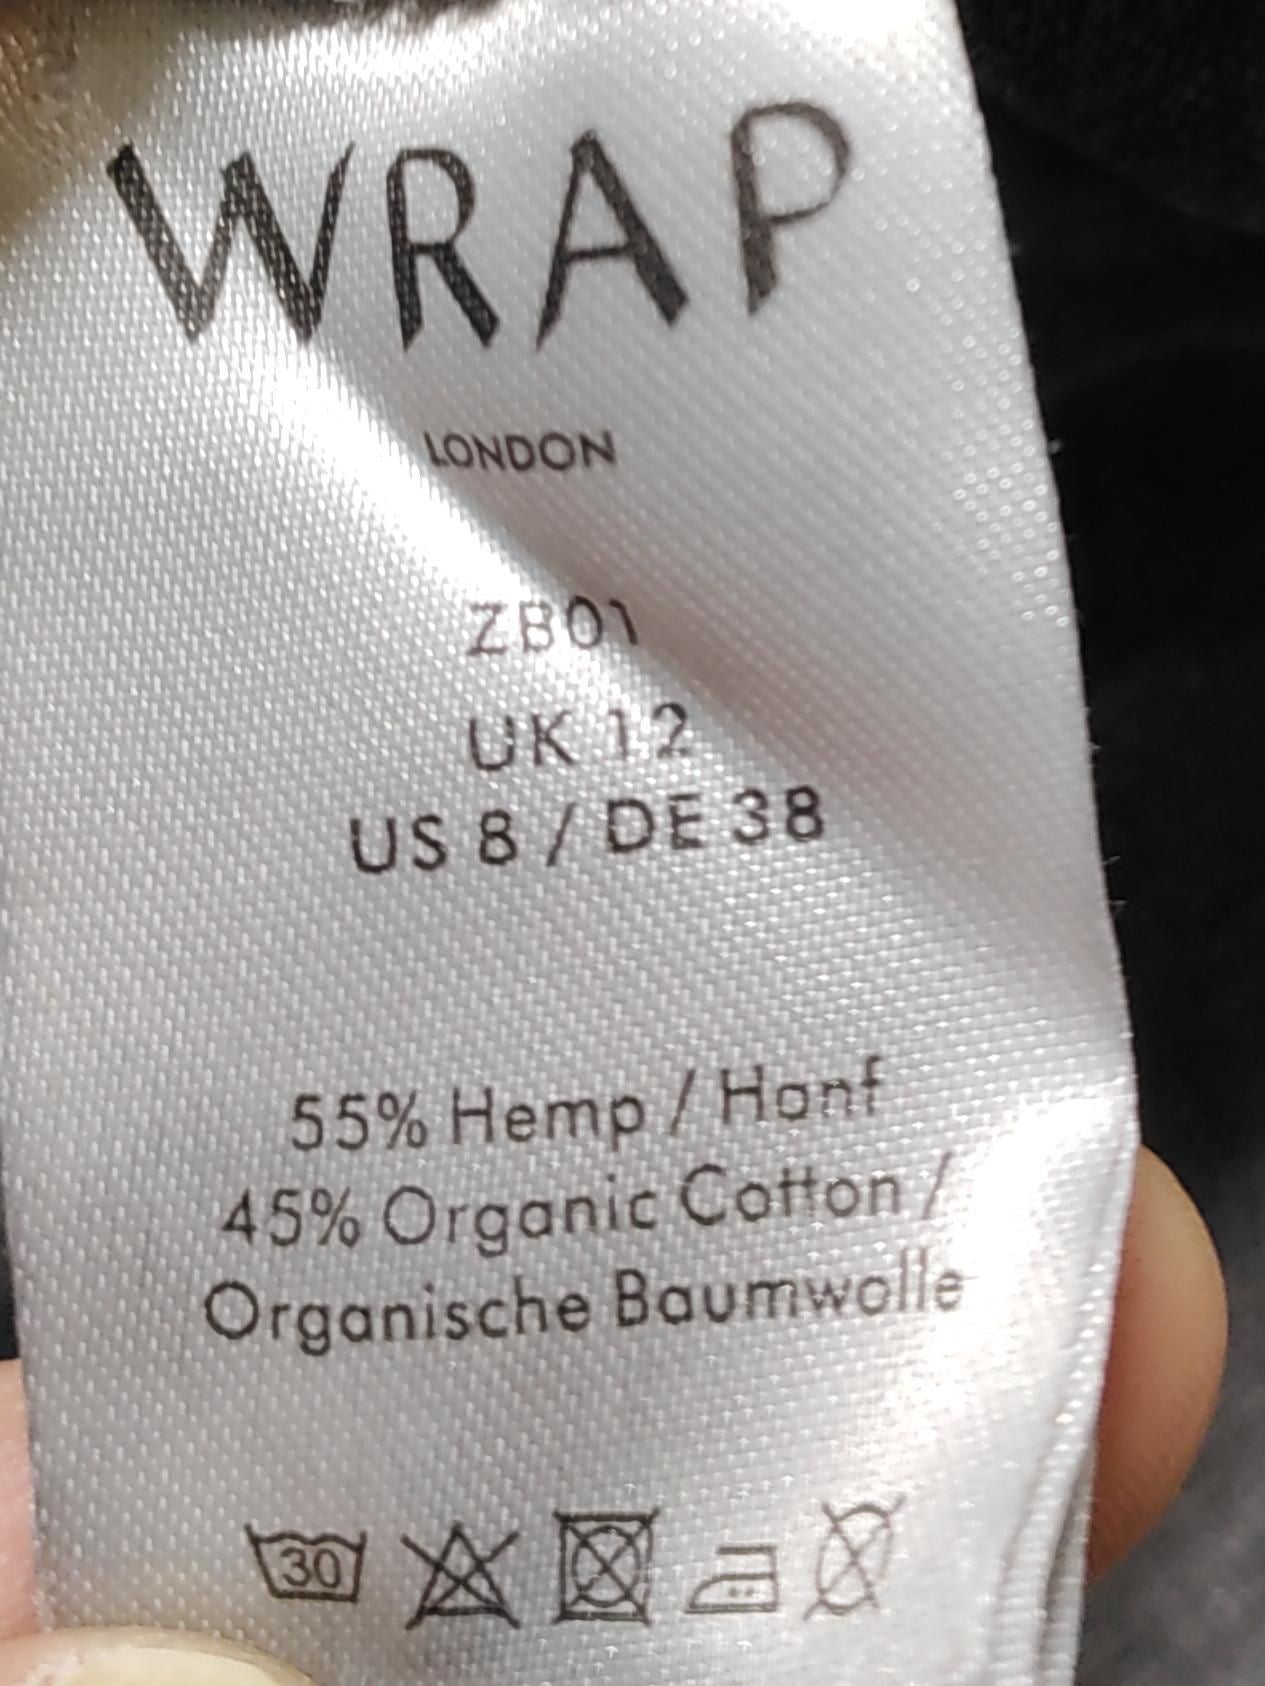 WRAP
LONDON
ZB01
UK 12
US 8 / DE 38
55% Hemp / Hanf
45% Organic Cotton /
Organische Baumwolle
30